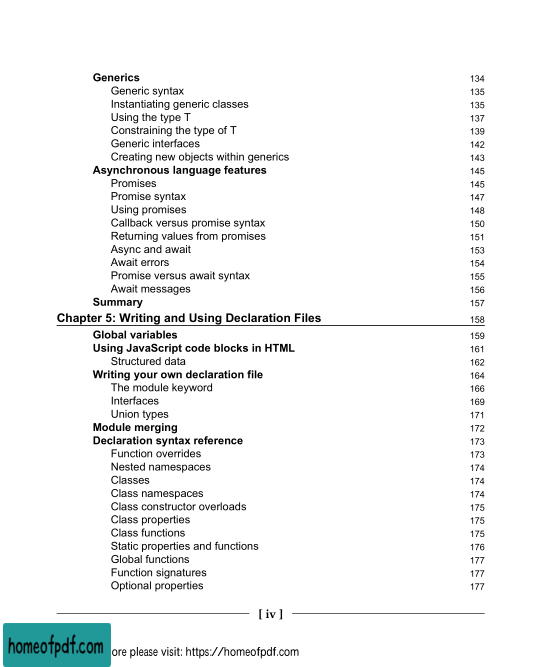 Generics 134
Generic syntax 135
Instantiating generic classes 135
Using the type T 137
Constraining the type of T 139
Generic interfaces 142
Creating new objects within generics 143
Asynchronous language features 145
Promises 145
Promise syntax 147
Using promises 148
Callback versus promise syntax 150
Returning values from promises 151
Async and await 153
Await errors 154
Promise versus await syntax 155
Await messages 156
Summary 157
Chapter 5: Writing and Using Declaration Files 158
Global variables 159
Using JavaScript code blocks in HTML 161
Structured data 162
Writing your own declaration file 164
The module keyword 166
Interfaces 169
Union types 171
Module merging 172
Declaration syntax reference 173
Function overrides 173
Nested namespaces 174
Classes 174
Class namespaces 174
Class constructor overloads 175
Class properties 175
Class functions 175
Static properties and functions 176
Global functions 177
Function signatures 177
Optional properties 177
[ iv ]
homeofpdf.com ore please visit: https://homeofpdf.com